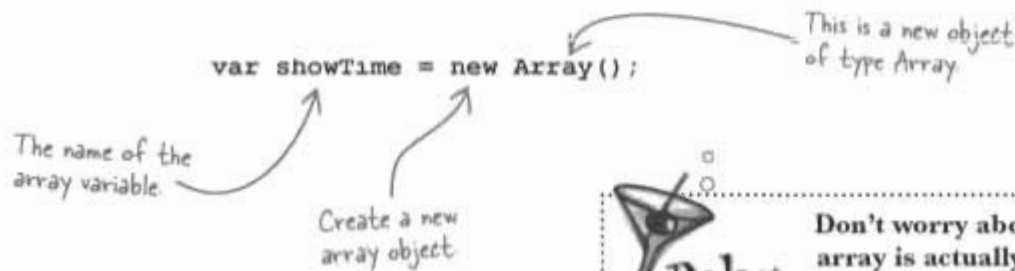 This is a new object
of type Array.
var showTime = new Array();
The name of the
array variable.
Create a new
array object
Don't worry abo
array is actually
Relax